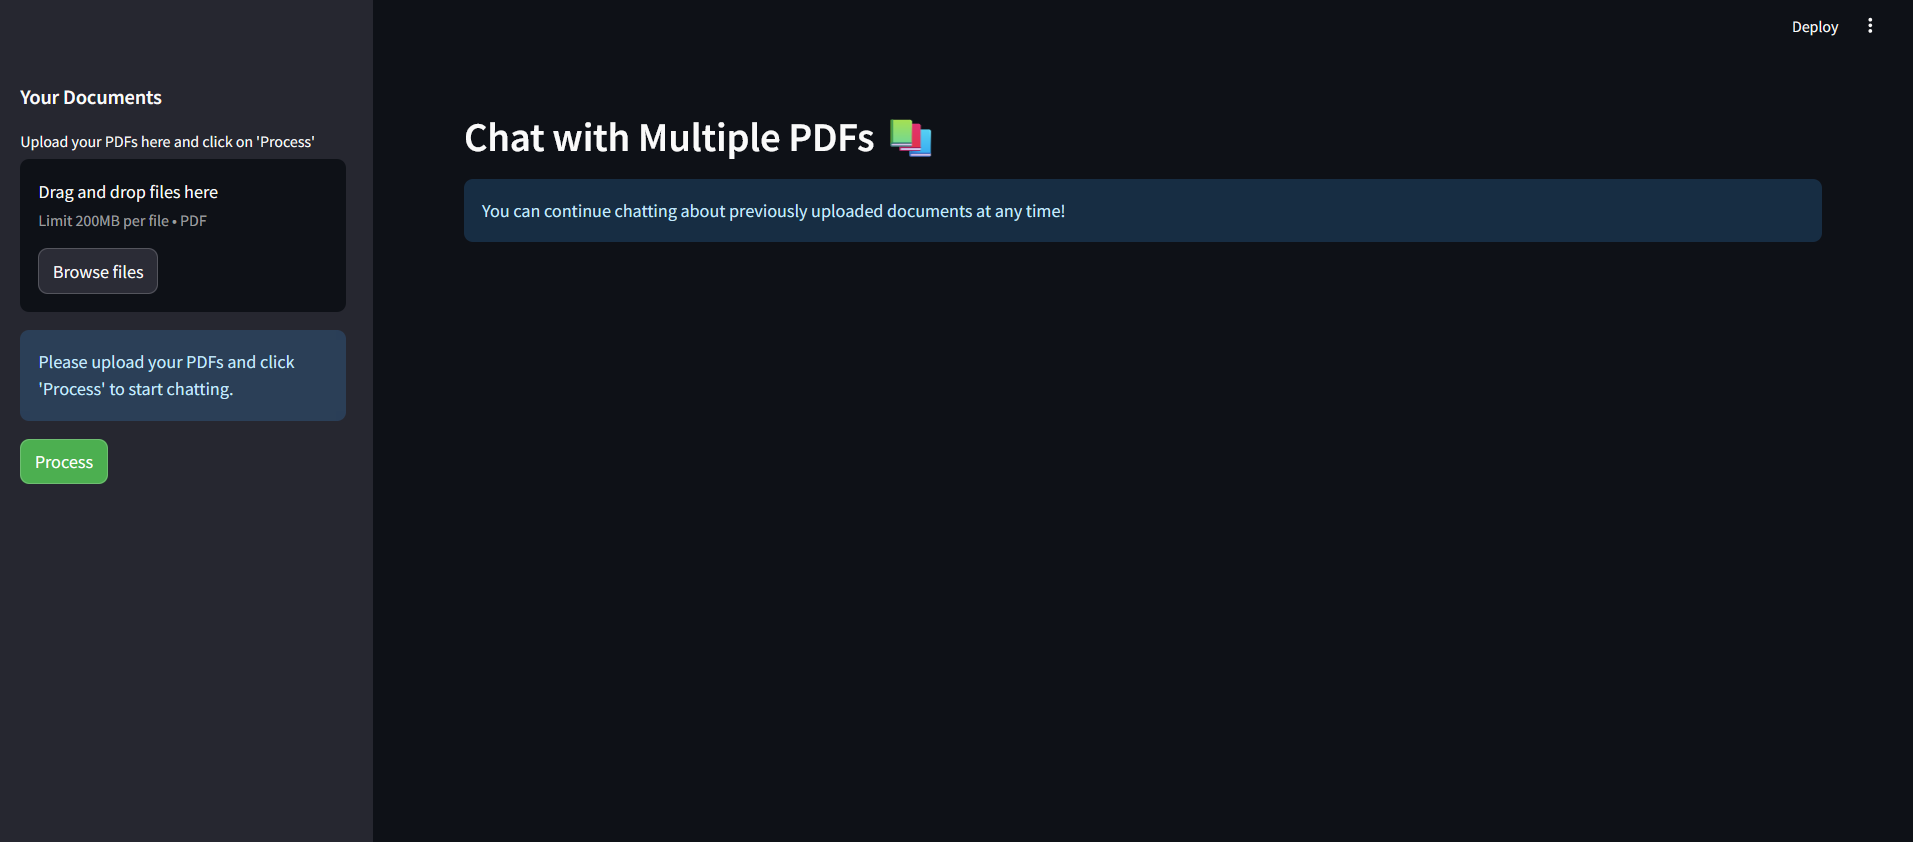 Deploy
Your Documents
Upload your PDFs here and click on 'Process'
Drag and drop files here
Limit 200MB per file • PDF
Browse files
Please upload your PDFs and click
'Process' to start chatting.
Process
Chat with Multiple PDFs
You can continue chatting about previously uploaded documents at any time!